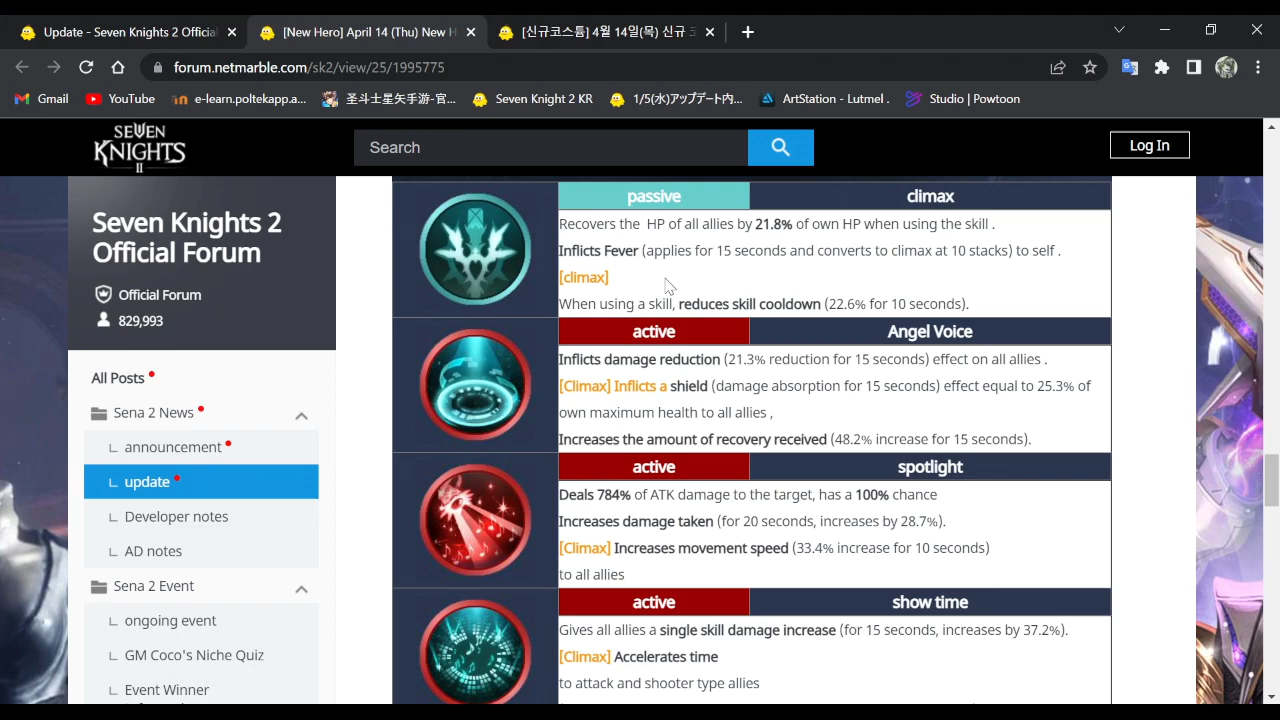 Update - Seven Knights 2 Official
[New Hero] April 14 (Thu) New H
[신규코스튬] 4월 14일(목) 신규 코
forum.netmarble.com/sk2/view/25/1995775
Gmail
YouTube
e-learn.poltekapp.a...
圣斗士星矢手游-官...
Seven Knight 2 KR
1/5(水)アップデート内...
ArtStation - Lutmel .
Studio | Powtoon
SEVEN
KNIGHTS
II
Search
Log In
Seven Knights 2
Official Forum
Official Forum
829,993
All Posts
Sena 2 News
announcement
update
Developer notes
AD notes
Sena 2 Event
ongoing event
GM Coco's Niche Quiz
Event Winner
passive climax
Recovers the HP of all allies by 21.8% of own HP when using the skill .
Inflicts Fever (applies for 15 seconds and converts to climax at 10 stacks) to self .
[climax]
When using a skill, reduces skill cooldown (22.6% for 10 seconds).
active Angel Voice
Inflicts damage reduction (21.3% reduction for 15 seconds) effect on all allies .
[Climax] Inflicts a shield (damage absorption for 15 seconds) effect equal to 25.3% of
own maximum health to all allies ,
Increases the amount of recovery received (48.2% increase for 15 seconds).
active spotlight
Deals 784% of ATK damage to the target, has a 100% chance
Increases damage taken (for 20 seconds, increases by 28.7%).
[Climax] Increases movement speed (33.4% increase for 10 seconds)
to all allies
active show time
Gives all allies a single skill damage increase (for 15 seconds, increases by 37.2%).
[Climax] Accelerates time
to attack and shooter type allies